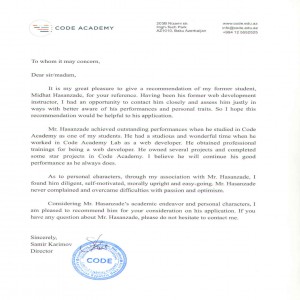 CODE ACADEMY
High-Tech Park
AZ1010, Baku Azerbaijan
www.code.edu.az
info@code.edu.az
To whom it may concern,
Dear sir/madam,
It is my great pleasure to give a recommendation of my former student,
Midhat Hasanzade, for your reference. Having been his former web development
instructor, I had an opportunity to contact him closely and assess him justly in
ways with better aware of his performances and personal traits. So I hope this
recommendation would be helpful to his application.
Mr. Hasanzade achieved outstanding performances when he studied in Code
Academy as one of my students. He had a studious and wonderful time when he
worked in Code Academy Lab as a web developer. He obtained professional
trainings for being a web developer. He owned several projects and completed
some star projects in Code Academy. I believe he will continue his good
performance as he always does.
As to personal characters, through my association with Mr. Hasanzade, I
found him diligent, self-motivated, morally upright and easy-going. Mr. Hasanzade
never complained and overcame difficulties with passion and optimism.
Considering Mr. Hasanzade's academic endeavor and personal characters, I
am pleased to recommend him for your consideration on his application. If you
have any question about Mr. Hasanzade, please do not hesitate to contact me.
Sincerely,
Samir Karimov
Director
CODE